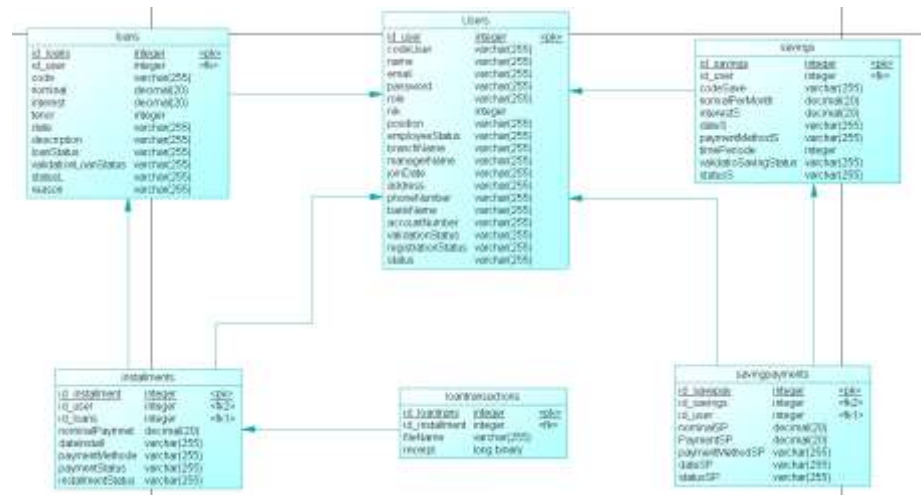 loans
id_loans integer <pk>
id_user integer <fk>
code varchar(255)
nominal decimal(20)
interest decimal(20)
tenor integer
date varchar(255)
description varchar(255)
loanStatus varchar(255)
validationLoanStatus varchar(255)
statusL varchar(255)
reason varchar(255)
Users
id_user integer <pk>
codeUser varchar(255)
name varchar(255)
email varchar(255)
password varchar(255)
role varchar(255)
nik integer
position varchar(255)
employeeStatus varchar(255)
branchName varchar(255)
managerName varchar(255)
joinDate varchar(255)
address varchar(255)
phoneNumber varchar(255)
bankName varchar(255)
accountNumber varchar(255)
validationStatus varchar(255)
registrationStatus varchar(255)
status varchar(255)
savings
id_savings integer <pk>
id_user integer <fk>
codeSave varchar(255)
decimal(20)
interestS decimal(20)
dateS varchar(255)
paymentMethodS varchar(255)
timePeriode integer
validatioSavingStatus varchar(255)
statusS varchar(255)
installments
id_installment integer <pk>
id_user integer <fk2>
id_loans integer <fk1>
decimal(20)
dateInstall varchar(255)
paymentMethode varchar(255)
paymentStatus varchar(255)
installmentStatus varchar(255)
loantransactions
id_loantrans integer <pk>
id_installment integer <fk>
fileName varchar(255)
receipt long binary
savingpayments
id_savepay integer <pk>
id_savings integer <fk2>
id_user integer <fk1>
nominalSP decimal(20)
PaymentSP decimal(20)
paymentMethodSP varchar(255)
dateSP varchar(255)
statusSP varchar(255)